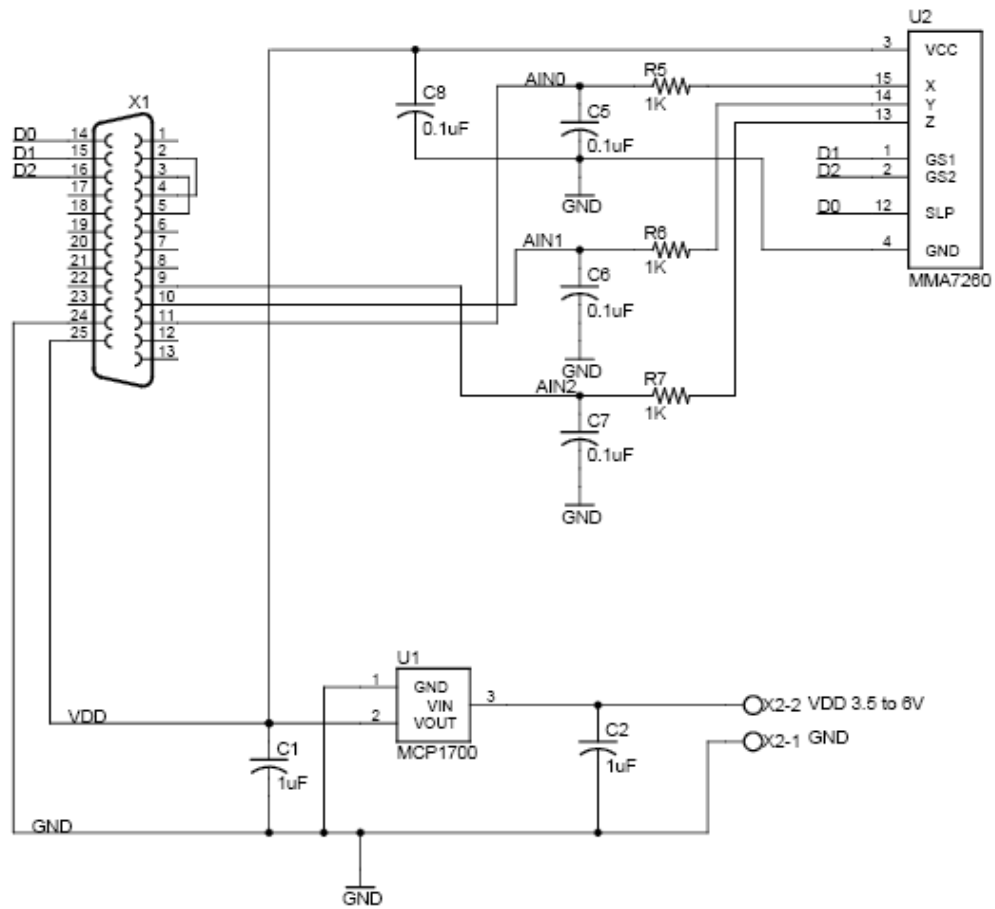 U2
3 VCC
R5
AIN0
15 X
14 Y
1K
13 Z
C8
0.1uF
C5
0.1uF
X1
D0 14 1
D1 15 2
D2 16 3
17 4
18 5
19 6
20 7
21 8
22 9
23 10
24 11
25 12
13
D1 1 GS1
D2 2 GS2
D0 12 SLP
4 GND
MMA7260
GND
R6
AIN1
1K
C6
0.1uF
GND
R7
AIN2
1K
C7
0.1uF
GND
U1
1 GND
VIN 3
2 VOUT
MCP1700
VDD
X2-2 VDD 3.5 to 6V
X2-1 GND
C1
1uF
C2
1uF
GND
GND